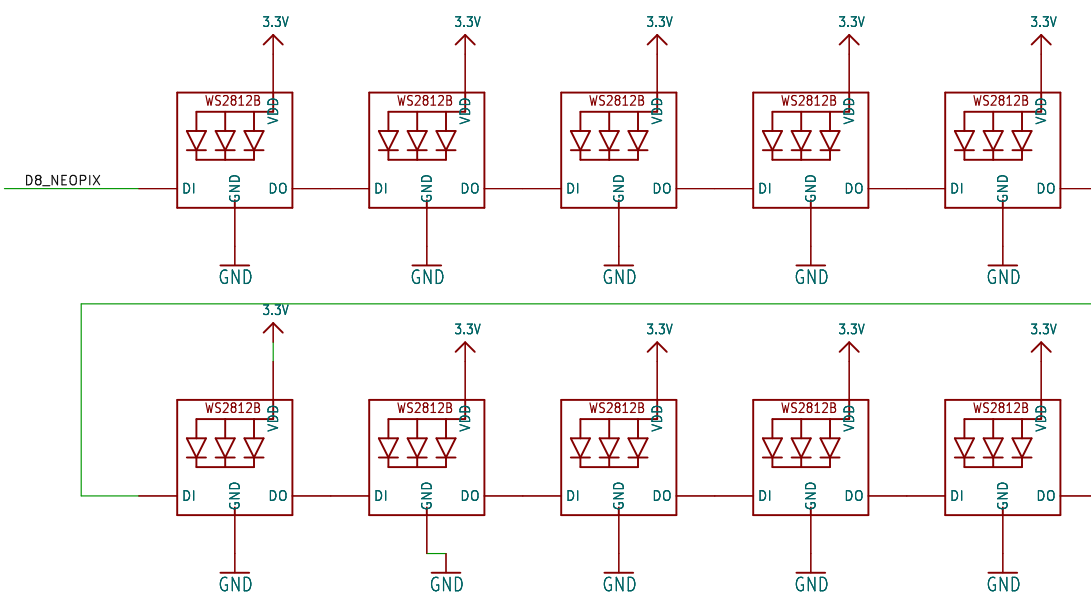 3.3V 3.3V 3.3V 3.3V 3.3V
WS2812B WS2812B WS2812B WS2812B WS2812B
VDD VDD VDD VDD VDD
D8_NEOPIX
DI GND DO DI GND DO DI GND DO DI GND DO DI GND DO
GND GND GND GND GND
3.3V 3.3V 3.3V 3.3V 3.3V
WS2812B WS2812B WS2812B WS2812B WS2812B
VDD VDD VDD VDD VDD
DI GND DO DI GND DO DI GND DO DI GND DO DI GND DO
GND GND GND GND GND